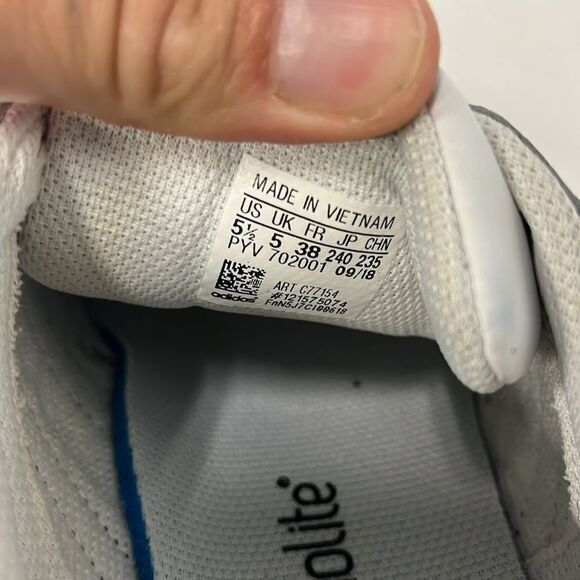 MADE IN VIETNAM
US UK FR JP CHN
5½ 5 38 240 235
PYV 702001 09/18
ART C77154
#121575074
adidas
olite®